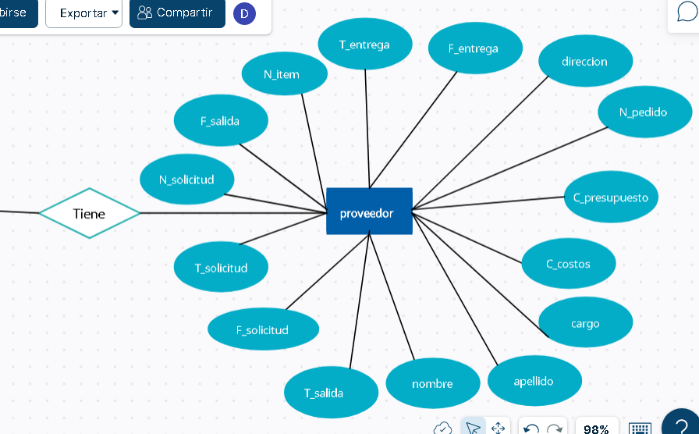 birse
Exportar
Compartir
D
T_entrega
F_entrega
direccion
N_item
N_pedido
F_salida
N_solicitud
C_presupuesto
Tiene
proveedor
T_solicitud
C_costos
F_solicitud
cargo
T_salida
nombre
apellido
98%
?